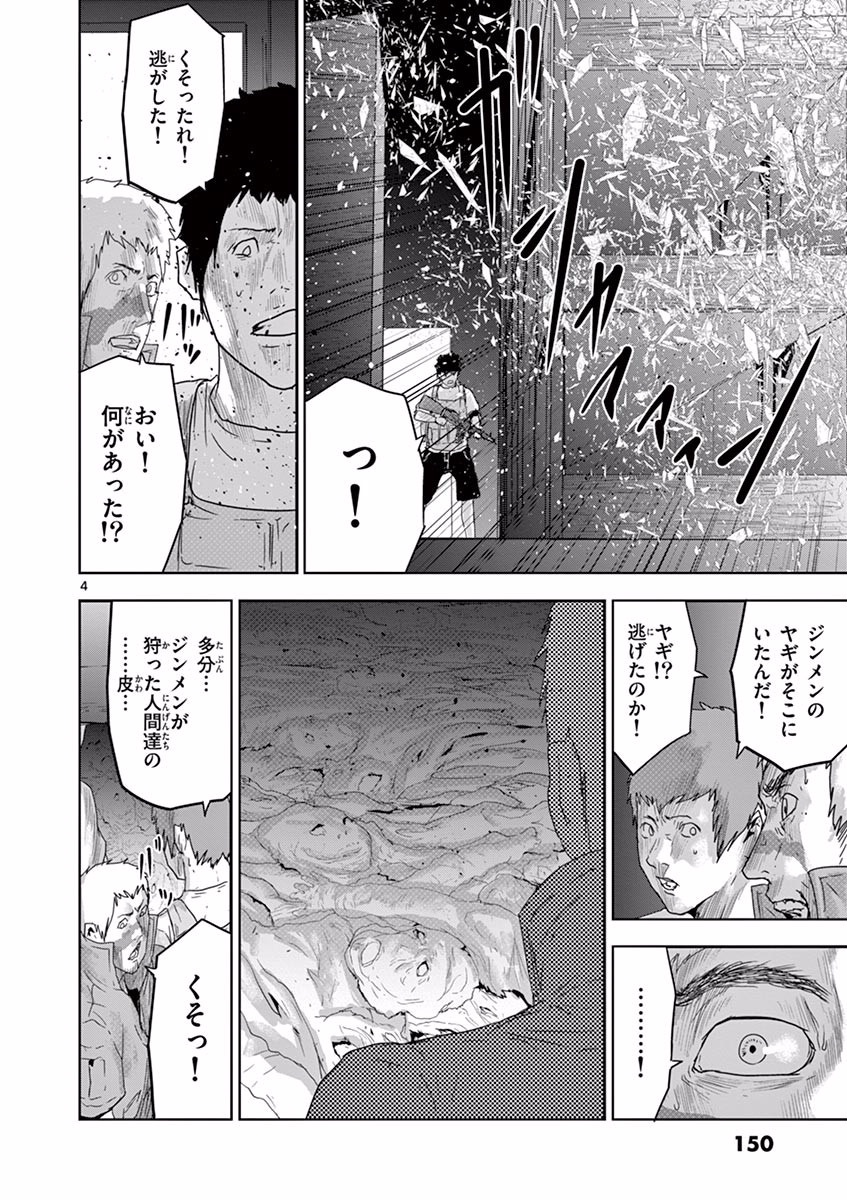 ガシャアアアン
っ！
くそったれ！
逃がした！
おい！
何があった!?
4
ジンメンの
ヤギがそこに
いたんだ！
ヤギ!?
逃げたのか！
………！
多分…
ジンメンが
狩った人間達の
……皮…
くそっ！
150